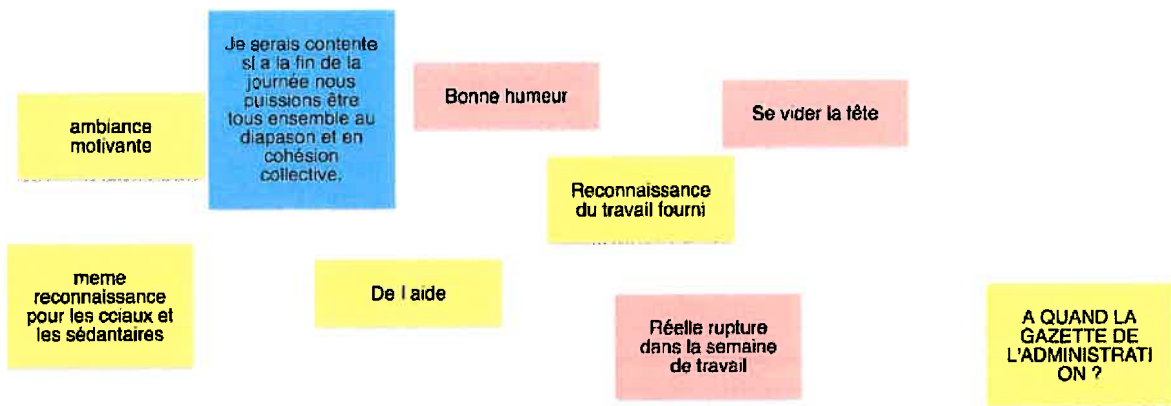 Je serais contente
si a la fin de la
journée nous
puissions être
tous ensemble au
diapason et en
cohésion
collective.
ambiance
motivante
Bonne humeur
Se vider la tête
Reconnaissance
du travail fourni
meme
reconnaissance
pour les cciaux et
les sédantaires
De l aide
Réelle rupture
dans la semaine
de travail
A QUAND LA
GAZETTE DE
L'ADMINISTRATI
ON ?